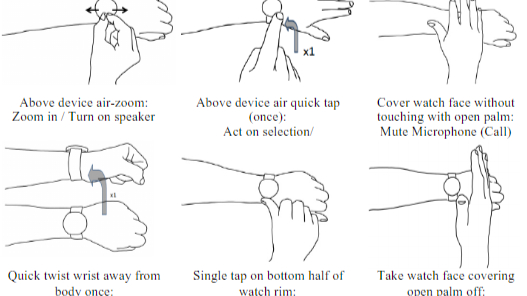 x1
Above device air-zoom:
Zoom in / Turn on speaker
Above device air quick tap
(once):
Act on selection/
Cover watch face without
touching with open palm:
Mute Microphone (Call)
x1
Quick twist wrist away from
body once:
Single tap on bottom half of
watch rim:
Take watch face covering
open palm off: